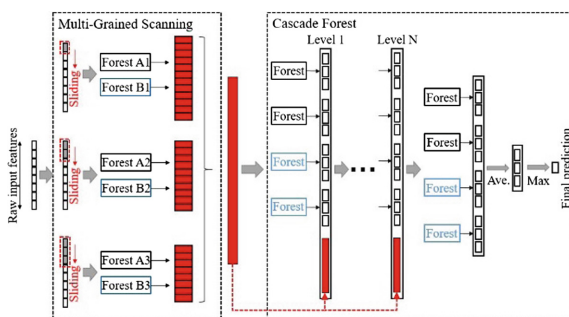 Multi-Grained Scanning
Cascade Forest
Level 1
Level N
Raw input features
Sliding
Forest A1
Forest B1
Sliding
Forest A2
Forest B2
Sliding
Forest A3
Forest B3
Forest
Forest
Forest
Forest
Forest
Forest
Forest
Forest
Ave.
Max
Final prediction